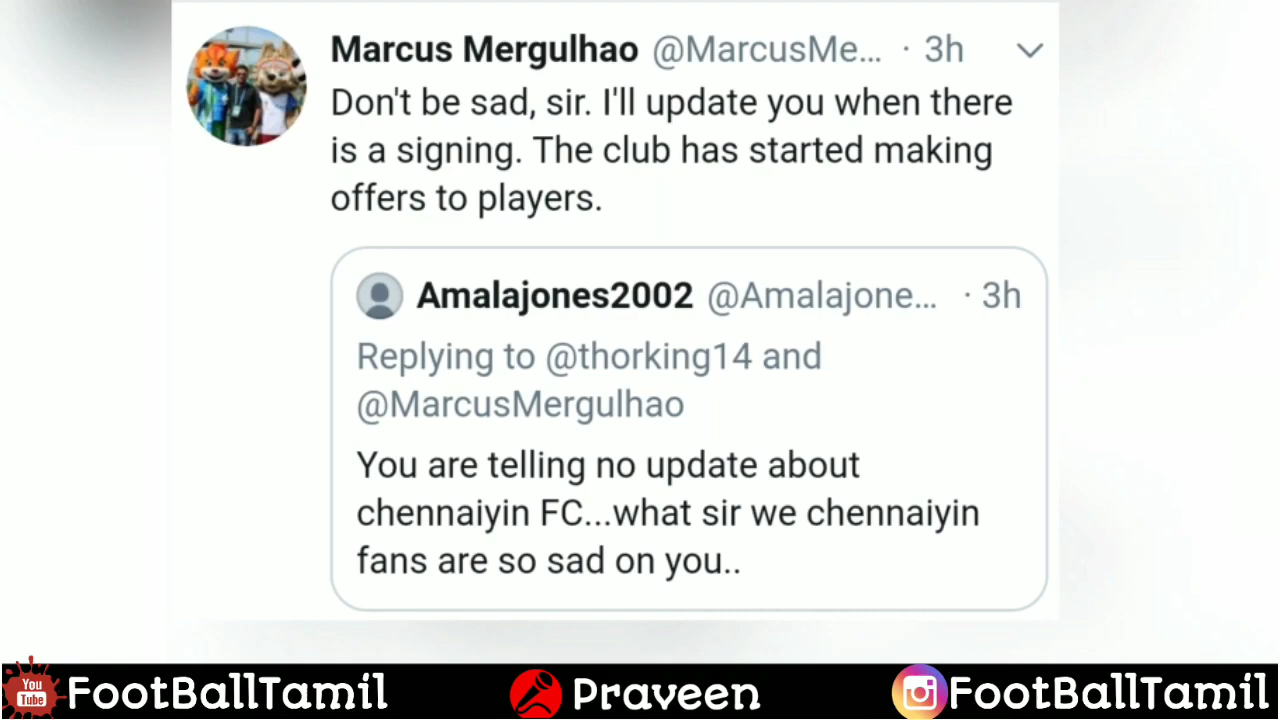 Marcus Mergulhao @MarcusMe... · 3h
Don't be sad, sir. I'll update you when there
is a signing. The club has started making
offers to players.
Amalajones2002 @Amalajone... · 3h
Replying to @thorking14 and
@MarcusMergulhao
You are telling no update about
chennaiyin FC...what sir we chennaiyin
fans are so sad on you..
You
Tube
FootBallTamil
Praveen
FootBallTamil